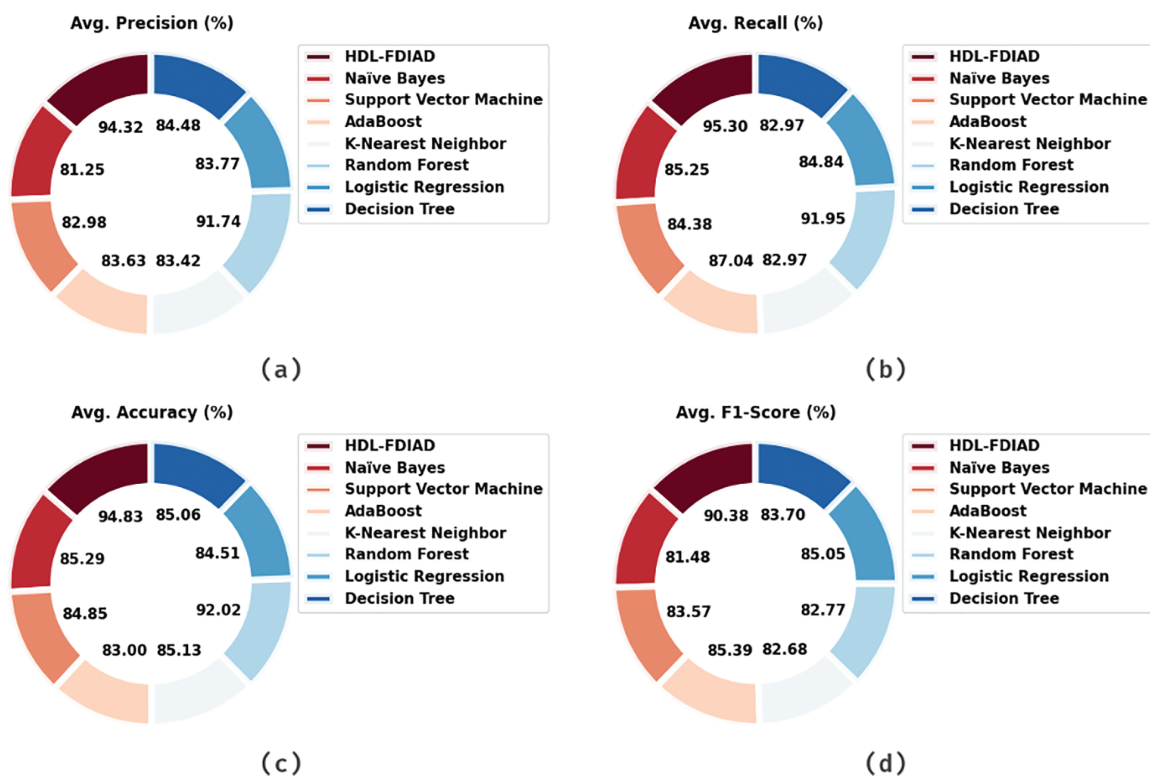 Avg. Precision (%)
HDL-FDIAD
Naïve Bayes
Support Vector Machine
AdaBoost
K-Nearest Neighbor
Random Forest
Logistic Regression
Decision Tree
94.32 84.48
81.25 83.77
82.98 91.74
83.63 83.42
(a)
Avg. Recall (%)
HDL-FDIAD
Naïve Bayes
Support Vector Machine
AdaBoost
K-Nearest Neighbor
Random Forest
Logistic Regression
Decision Tree
95.30 82.97
85.25 84.84
84.38 91.95
87.04 82.97
(b)
Avg. Accuracy (%)
HDL-FDIAD
Naïve Bayes
Support Vector Machine
AdaBoost
K-Nearest Neighbor
Random Forest
Logistic Regression
Decision Tree
94.83 85.06
85.29 84.51
84.85 92.02
83.00 85.13
(c)
Avg. F1-Score (%)
HDL-FDIAD
Naïve Bayes
Support Vector Machine
AdaBoost
K-Nearest Neighbor
Random Forest
Logistic Regression
Decision Tree
90.38 83.70
81.48 85.05
83.57 82.77
85.39 82.68
(d)